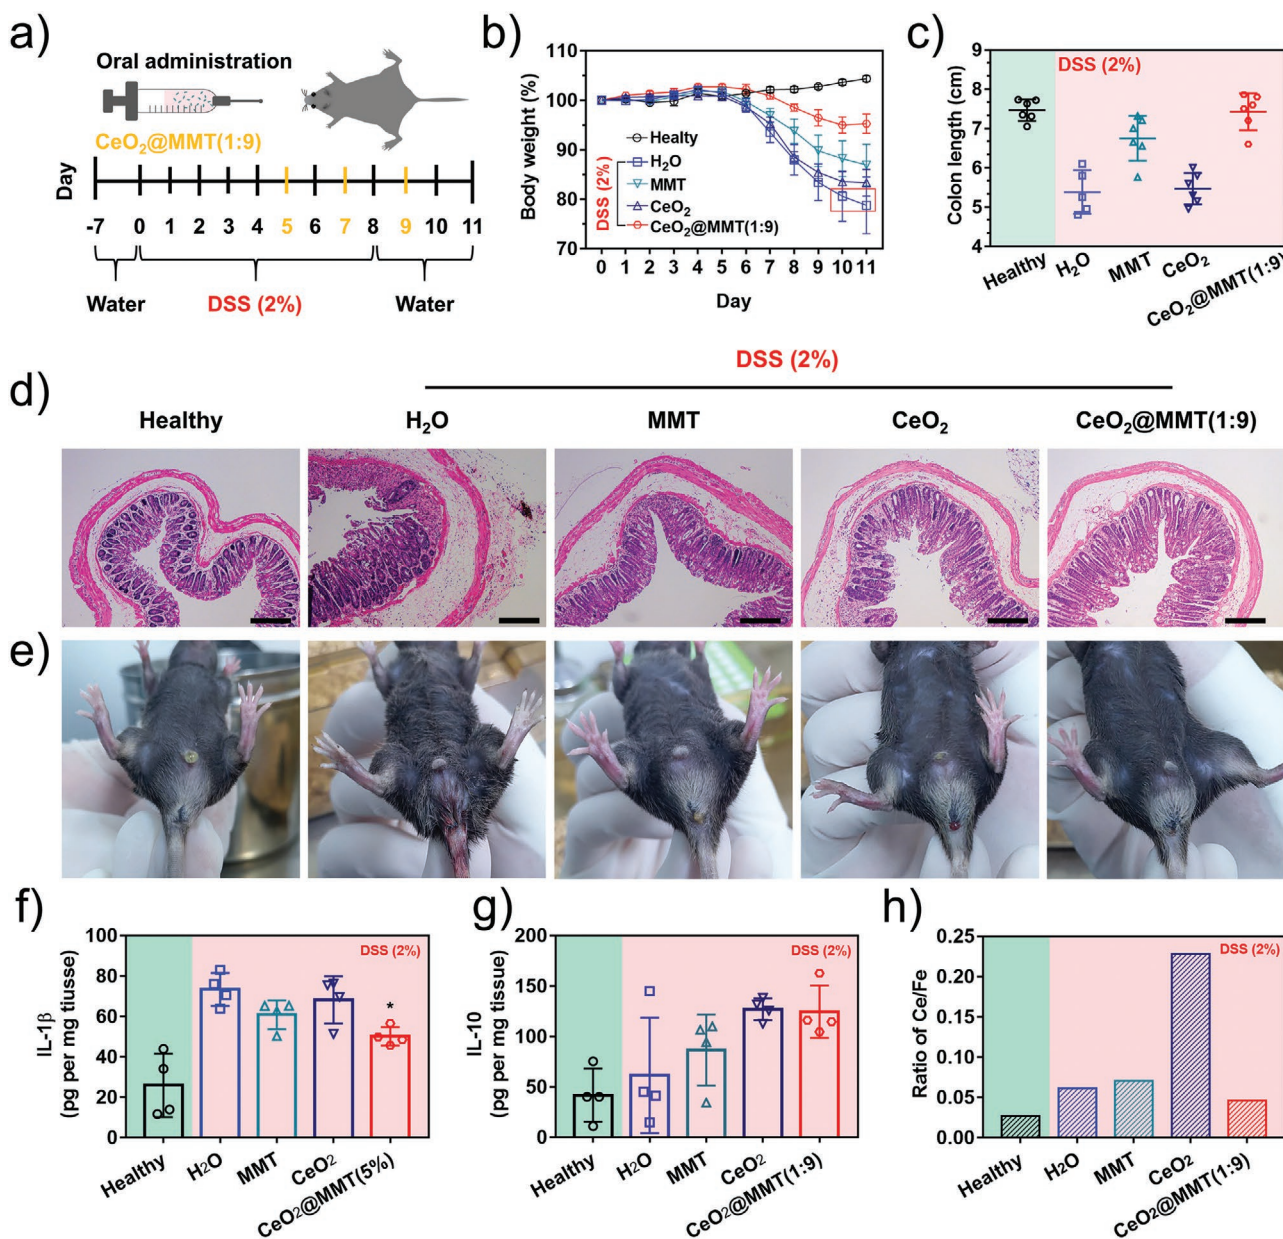 a)
Oral administration
CeO₂@MMT(1:9)
Day
-7 0 1 2 3 4 5 6 7 8 9 10 11
Water DSS (2%) Water
b)
Body weight (%)
110
100
90
80
70
Healty
DSS (2%)
H₂O
MMT
CeO₂
CeO₂@MMT(1:9)
0 1 2 3 4 5 6 7 8 9 10 11
Day
c)
DSS (2%)
Colon length (cm)
9
8
7
6
5
4
Healthy H₂O MMT CeO₂ CeO₂@MMT(1:9)
DSS (2%)
d)
Healthy H₂O MMT CeO₂ CeO₂@MMT(1:9)
e)
f)
DSS (2%)
IL-1β
(pg per mg tiusse)
100
80
60
40
20
0
Healthy H₂O MMT CeO₂ CeO₂@MMT(5%)
*
g)
DSS (2%)
IL-10
(pg per mg tissue)
200
150
100
50
0
Healthy H₂O MMT CeO₂ CeO₂@MMT(1:9)
h)
DSS (2%)
Ratio of Ce/Fe
0.25
0.20
0.15
0.10
0.05
0.00
Healthy H₂O MMT CeO₂ CeO₂@MMT(1:9)